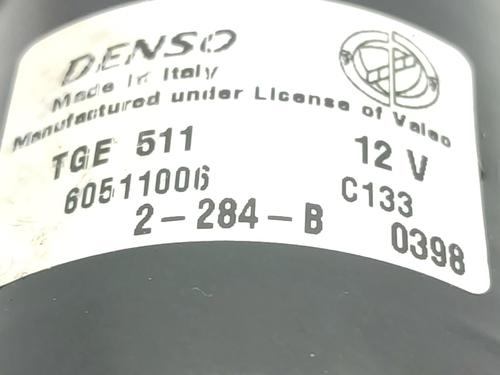 DENSO
Made in Italy
Manufactured under License of Valeo
TGE 511 12 V
60511006 C133
2-284-B 0398